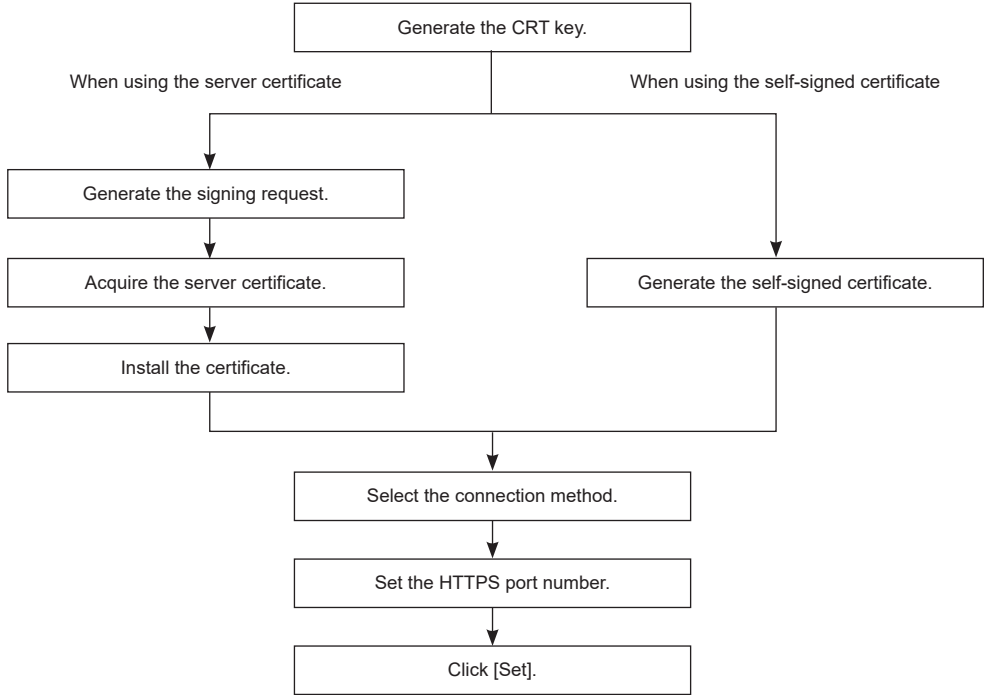 Generate the CRT key.
When using the server certificate
When using the self-signed certificate
Generate the signing request.
Acquire the server certificate.
Generate the self-signed certificate.
Install the certificate.
Select the connection method.
Set the HTTPS port number.
Click [Set].